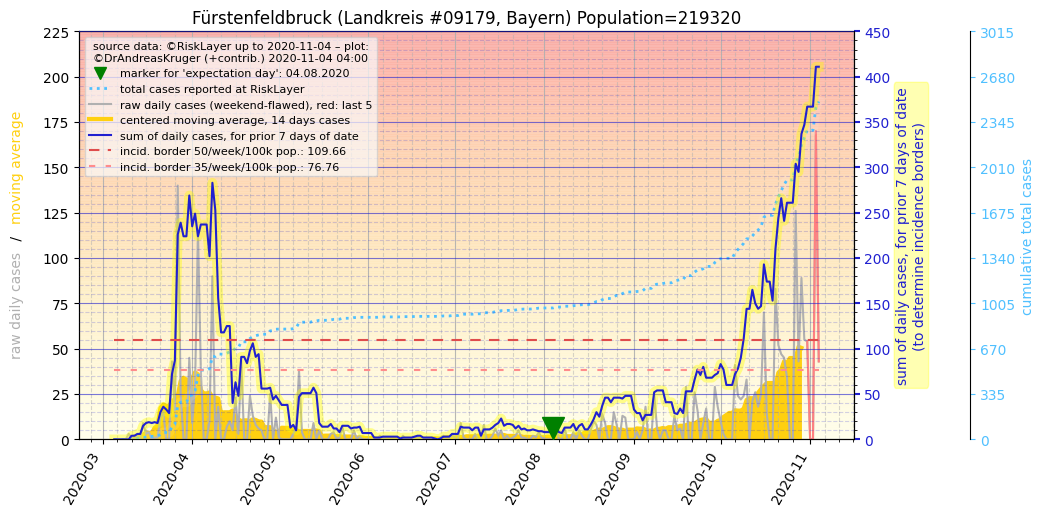 Fürstenfeldbruck (Landkreis #09179, Bayern) Population=219320
source data: ©RiskLayer up to 2020-11-04 – plot:
©DrAndreasKruger (+contrib.) 2020-11-04 04:00
marker for 'expectation day': 04.08.2020
total cases reported at RiskLayer
raw daily cases (weekend-flawed), red: last 5
centered moving average, 14 days cases
sum of daily cases, for prior 7 days of date
incid. border 50/week/100k pop.: 109.66
incid. border 35/week/100k pop.: 76.76
raw daily cases / moving average
225
200
175
150
125
100
75
50
25
0
2020-03
2020-04
2020-05
2020-06
2020-07
2020-08
2020-09
2020-10
2020-11
450
400
350
300
250
200
150
100
50
0
sum of daily cases, for prior 7 days of date
(to determine incidence borders)
3015
2680
2345
2010
1675
1340
1005
670
335
0
cumulative total cases